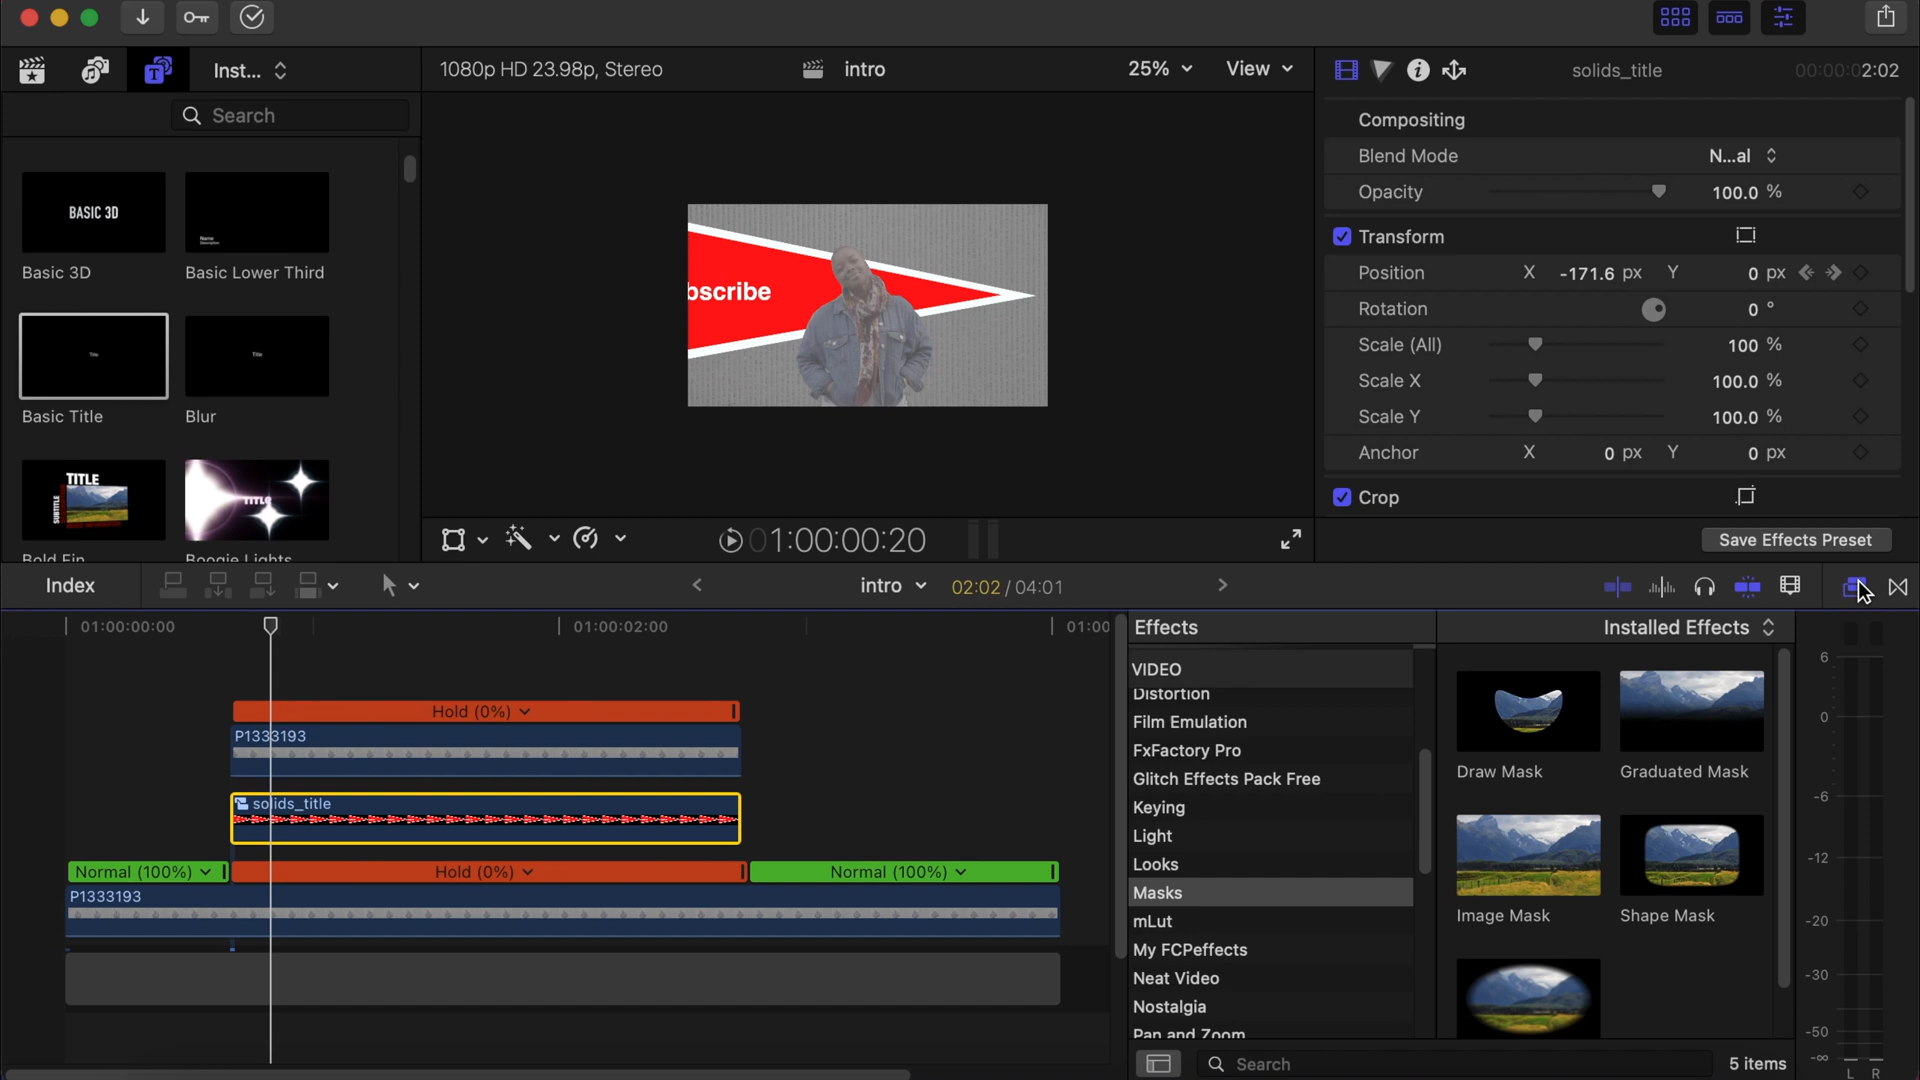 Inst...
1080p HD 23.98p, Stereo
intro
25%
View
solids_title
00:00:02:02
Search
BASIC 3D
Basic 3D
Name
Description
Basic Lower Third
Title
Basic Title
Title
Blur
TITLE
SUBTITLE
TITLE
Bold Fin
Boogie Lights
bscribe
Compositing
Blend Mode
N...al
Opacity
100.0 %
Transform
Position X -171.6 px Y 0 px
Rotation 0 °
Scale (All) 100 %
Scale X 100.0 %
Scale Y 100.0 %
Anchor X 0 px Y 0 px
Crop
01:00:00:20
Save Effects Preset
Index
intro
02:02 / 04:01
01:00:00:00
01:00:02:00
01:00
Hold (0%)
P1333193
solids_title
Normal (100%)
Hold (0%)
Normal (100%)
P1333193
Effects
Installed Effects
VIDEO
Distortion
Film Emulation
FxFactory Pro
Glitch Effects Pack Free
Keying
Light
Looks
Masks
mLut
My FCPeffects
Neat Video
Nostalgia
Pan and Zoom
Draw Mask
Graduated Mask
Image Mask
Shape Mask
Search
5 items
6
0
-6
-12
-20
-30
-50
-∞
L R